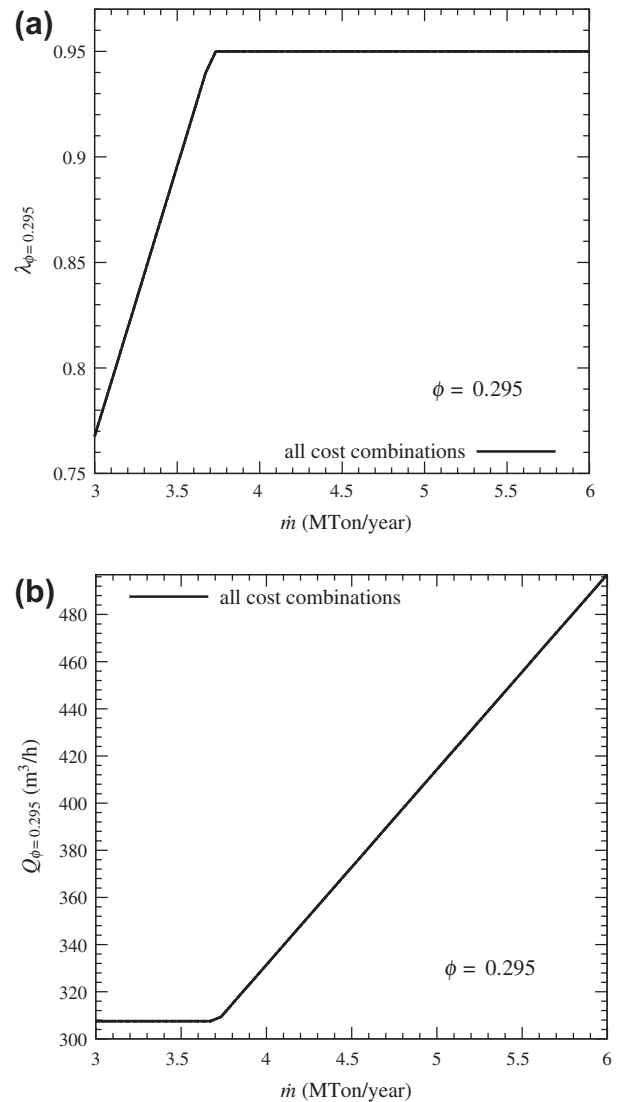 (a)
0.95
0.9
0.85
0.8
0.75
λϕ=0.295
ϕ = 0.295
all cost combinations
3 3.5 4 4.5 5 5.5 6
ṁ (MTon/year)
(b)
all cost combinations
480
460
440
420
400
380
360
340
320
300
Qϕ=0.295 (m³/h)
ϕ = 0.295
3 3.5 4 4.5 5 5.5 6
ṁ (MTon/year)